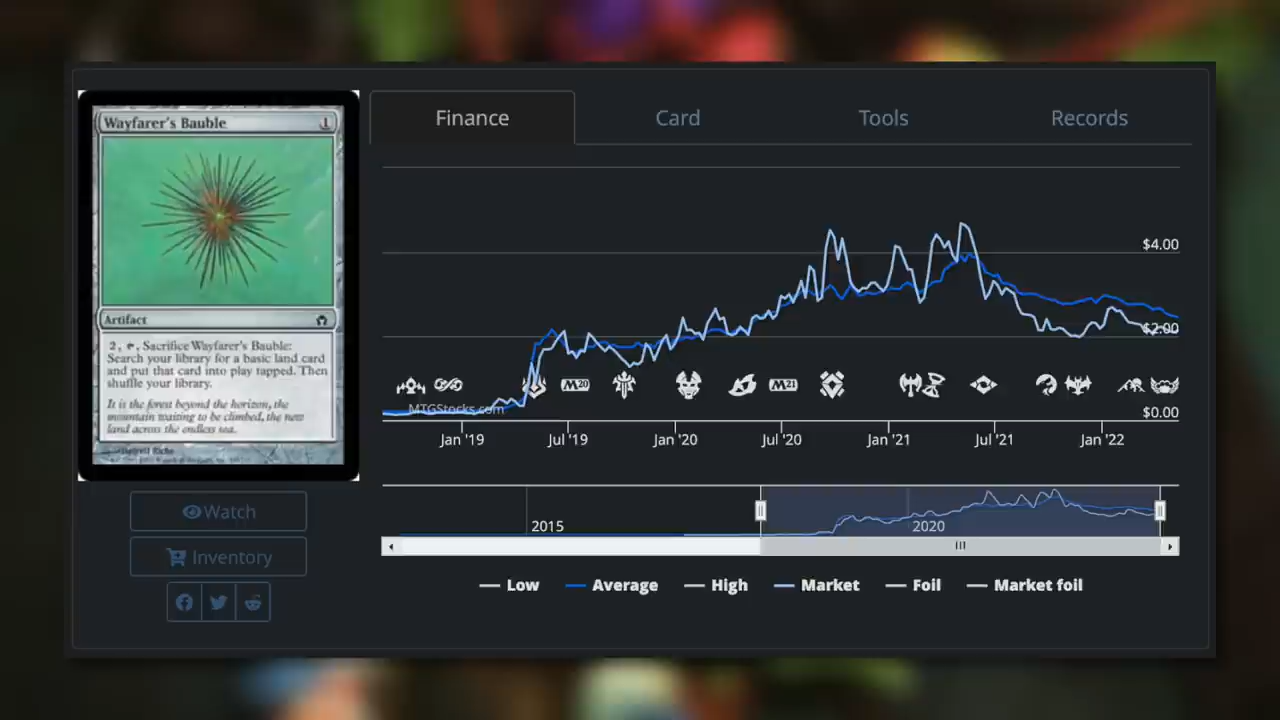 Wayfarer's Bauble 1
Artifact
2, T, Sacrifice Wayfarer's Bauble:
Search your library for a basic land card
and put that card into play tapped. Then
shuffle your library.
It is the forest beyond the horizon, the
mountain waiting to be climbed, the new
land across the endless sea.
Finance Card Tools Records
$4.00
$2.00
M20 M21
MTGStocks.com
$0.00
Jan '19 Jul '19 Jan '20 Jul '20 Jan '21 Jul '21 Jan '22
2015 2020
Low Average High Market Foil Market foil
Watch
Inventory